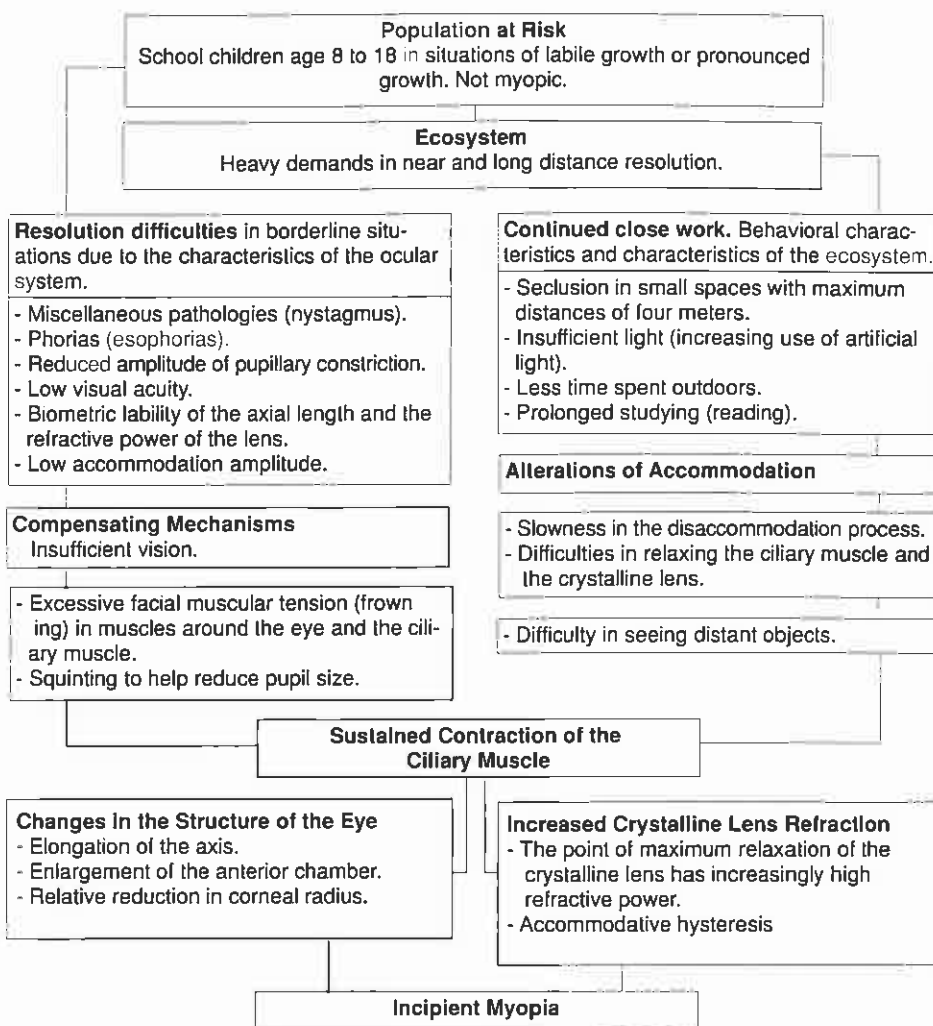 Population at Risk
School children age 8 to 18 in situations of labile growth or pronounced
growth. Not myopic.
Ecosystem
Heavy demands in near and long distance resolution.
Resolution difficulties in borderline situ-
ations due to the characteristics of the ocular
system.
- Miscellaneous pathologies (nystagmus).
- Phorias (esophorias).
- Reduced amplitude of pupillary constriction.
- Low visual acuity.
- Biometric lability of the axial length and the
refractive power of the lens.
- Low accommodation amplitude.
Compensating Mechanisms
Insufficient vision.
- Excessive facial muscular tension (frown
ing) in muscles around the eye and the cili-
ary muscle.
- Squinting to help reduce pupil size.
Continued close work. Behavioral charac-
teristics and characteristics of the ecosystem.
- Seclusion in small spaces with maximum
distances of four meters.
- Insufficient light (increasing use of artificial
light).
- Less time spent outdoors.
- Prolonged studying (reading).
Alterations of Accommodation
- Slowness in the disaccommodation process.
- Difficulties in relaxing the ciliary muscle and
the crystalline lens.
- Difficulty in seeing distant objects.
Sustained Contraction of the
Ciliary Muscle
Changes in the Structure of the Eye
- Elongation of the axis.
- Enlargement of the anterior chamber.
- Relative reduction in corneal radius.
Increased Crystalline Lens Refraction
- The point of maximum relaxation of the
crystalline lens has increasingly high
refractive power.
- Accommodative hysteresis
Incipient Myopia